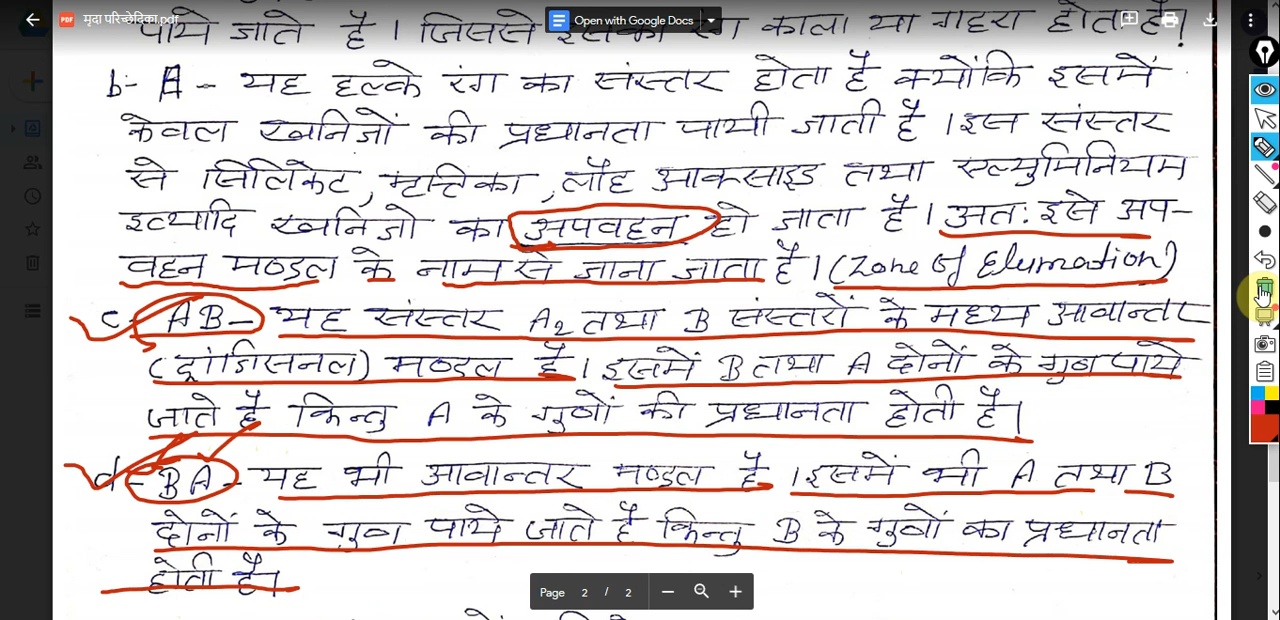 मृदा परिच्छेदिका.pdf
Open with Google Docs
पाये जाते है । जिससे इसका रंग काला या गहरा होता है।
b- A - यह हल्के रंग का संस्तर होता है क्योंकि इसमें
केवल खनिजों की प्रधानता पायी जाती है । इस संस्तर
से सिलिकेट, मृत्तिका, लौह आक्साइड तथा एल्युमिनियम
इत्यादि खनिजो का अपवहन हो जाता है । अतः इसे अप-
वहन मण्डल के नाम से जाना जाता है । (Zone of Elumation)
c- AB - यह संस्तर A2 तथा B संस्तरों के मध्य आवान्तर
(ट्रांजिसनल) मण्डल है । इसमें B तथा A दोनों के गुण पाये
जाते है किन्तु A के गुणों की प्रधानता होती है।
d- BA - यह भी आवान्तर मण्डल है । इसमें भी A तथा B
दोनों के गुण पाये जाते है किन्तु B के गुणों का प्रधानता
होती है।
Page 2 / 2